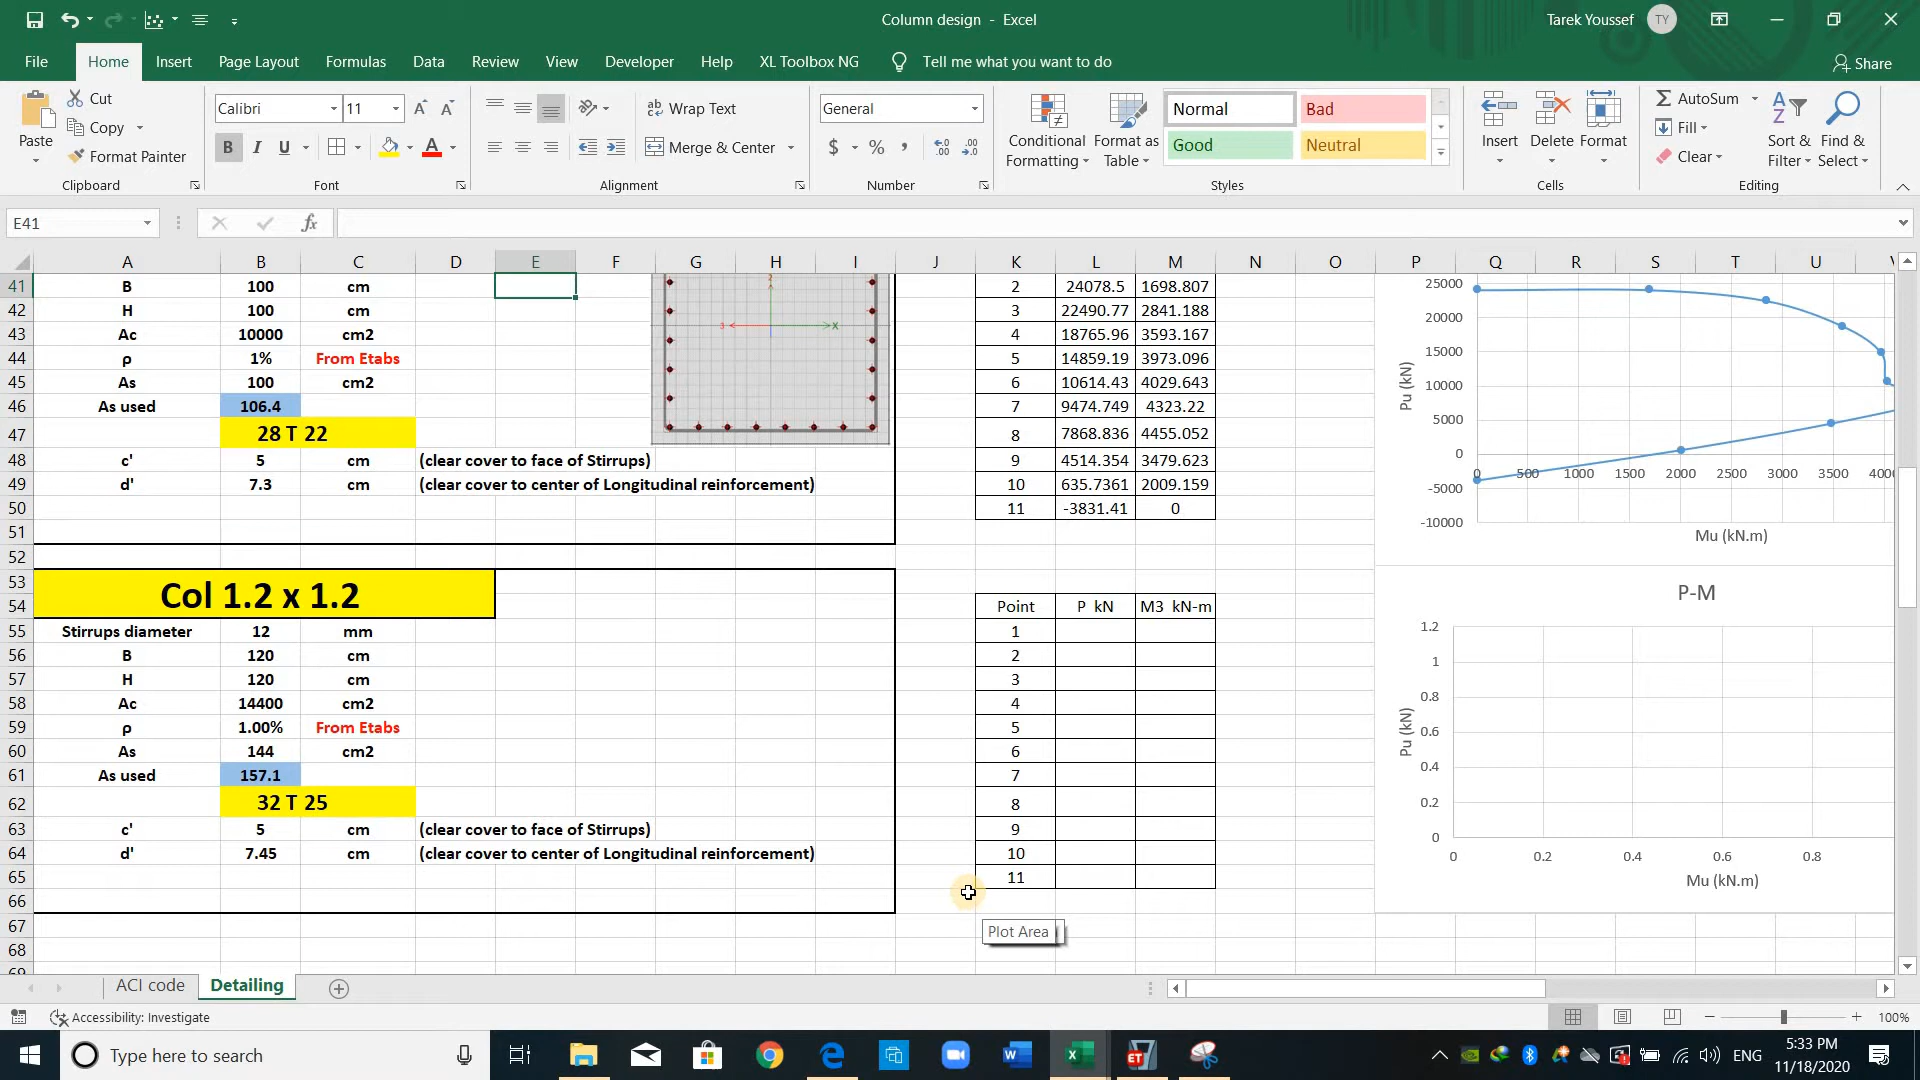 Column design - Excel
Tarek Youssef
TY
File Home Insert Page Layout Formulas Data Review View Developer Help XL Toolbox NG Tell me what you want to do
Share
Paste
Cut
Copy
Format Painter
Clipboard
Calibri 11
B I U
Font
Wrap Text
Merge & Center
Alignment
General
$ % ,
Number
Conditional Formatting
Format as Table
Normal Bad
Good Neutral
Styles
Insert Delete Format
Cells
AutoSum
Fill
Clear
Sort & Filter
Find & Select
Editing
E41
fx
A B C D E F G H I J K L M N O P Q R S T U
41 B 100 cm 2 24078.5 1698.807
42 H 100 cm 3 22490.77 2841.188
43 Ac 10000 cm2 4 18765.96 3593.167
44 ρ 1% From Etabs 5 14859.19 3973.096
45 As 100 cm2 6 10614.43 4029.643
46 As used 106.4 7 9474.749 4323.22
47 28 T 22 8 7868.836 4455.052
48 c' 5 cm (clear cover to face of Stirrups) 9 4514.354 3479.623
49 d' 7.3 cm (clear cover to center of Longitudinal reinforcement) 10 635.7361 2009.159
50 11 -3831.41 0
51
52
53
54 Col 1.2 x 1.2 Point P kN M3 kN-m
55 Stirrups diameter 12 mm 1
56 B 120 cm 2
57 H 120 cm 3
58 Ac 14400 cm2 4
59 ρ 1.00% From Etabs 5
60 As 144 cm2 6
61 As used 157.1 7
62 32 T 25 8
63 c' 5 cm (clear cover to face of Stirrups) 9
64 d' 7.45 cm (clear cover to center of Longitudinal reinforcement) 10
65 11
66
67
68
69
3 X
25000
20000
15000
10000
5000
0
-5000
-10000
Pu (kN)
0 500 1000 1500 2000 2500 3000 3500
Mu (kN.m)
P-M
1.2
1
0.8
0.6
0.4
0.2
0
Pu (kN)
0 0.2 0.4 0.6 0.8
Mu (kN.m)
Plot Area
ACI code Detailing
Accessibility: Investigate
100%
Type here to search
ENG
5:33 PM
11/18/2020